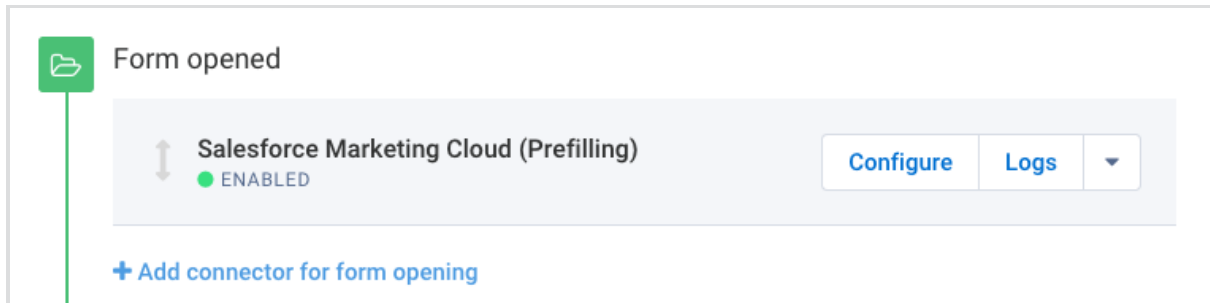 Form opened
Salesforce Marketing Cloud (Prefilling)
ENABLED
Configure
Logs
+ Add connector for form opening